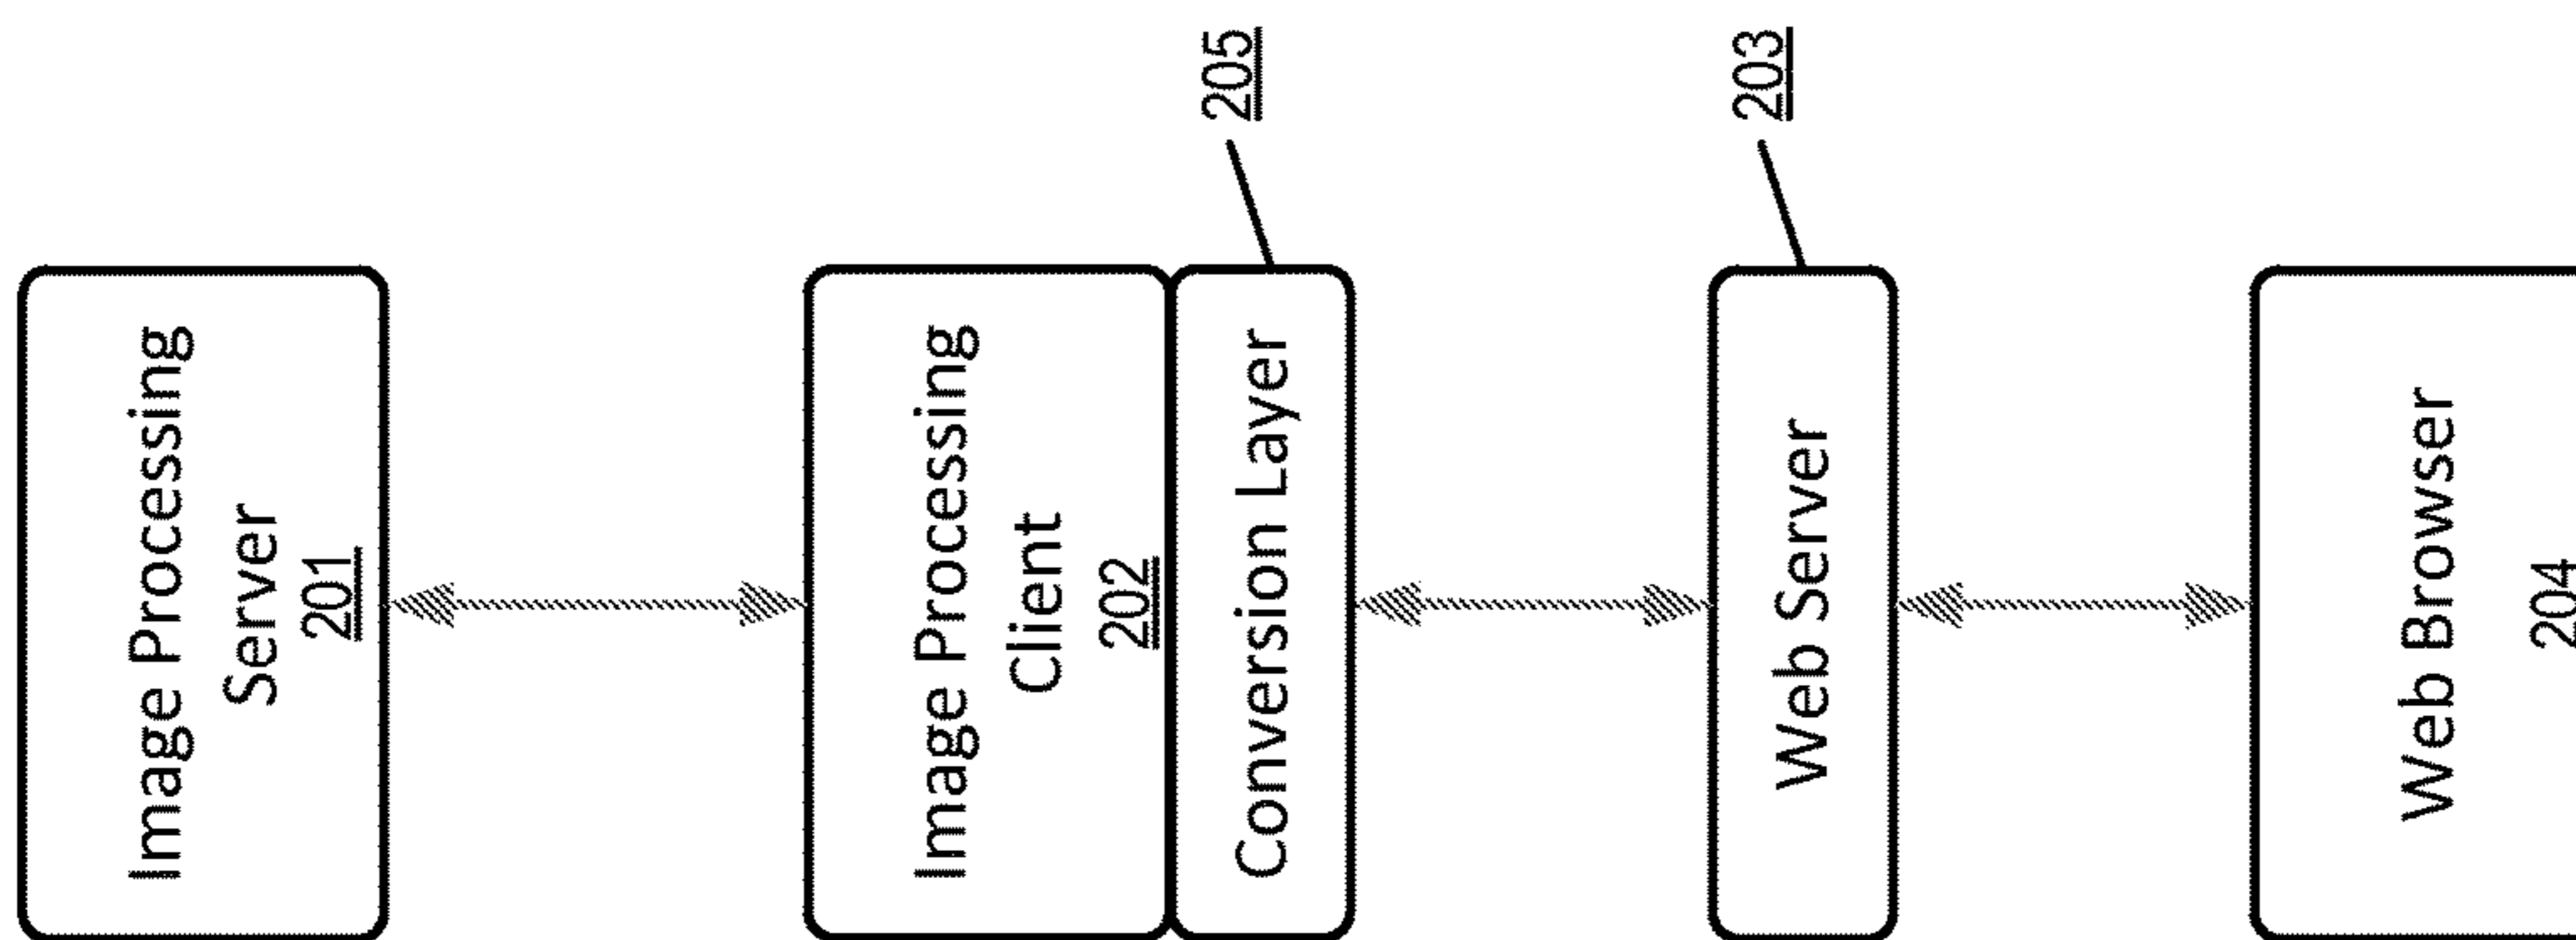 Image Processing
Server
201
Image Processing
Client
202
Conversion Layer
205
Web Server
203
Web Browser
204